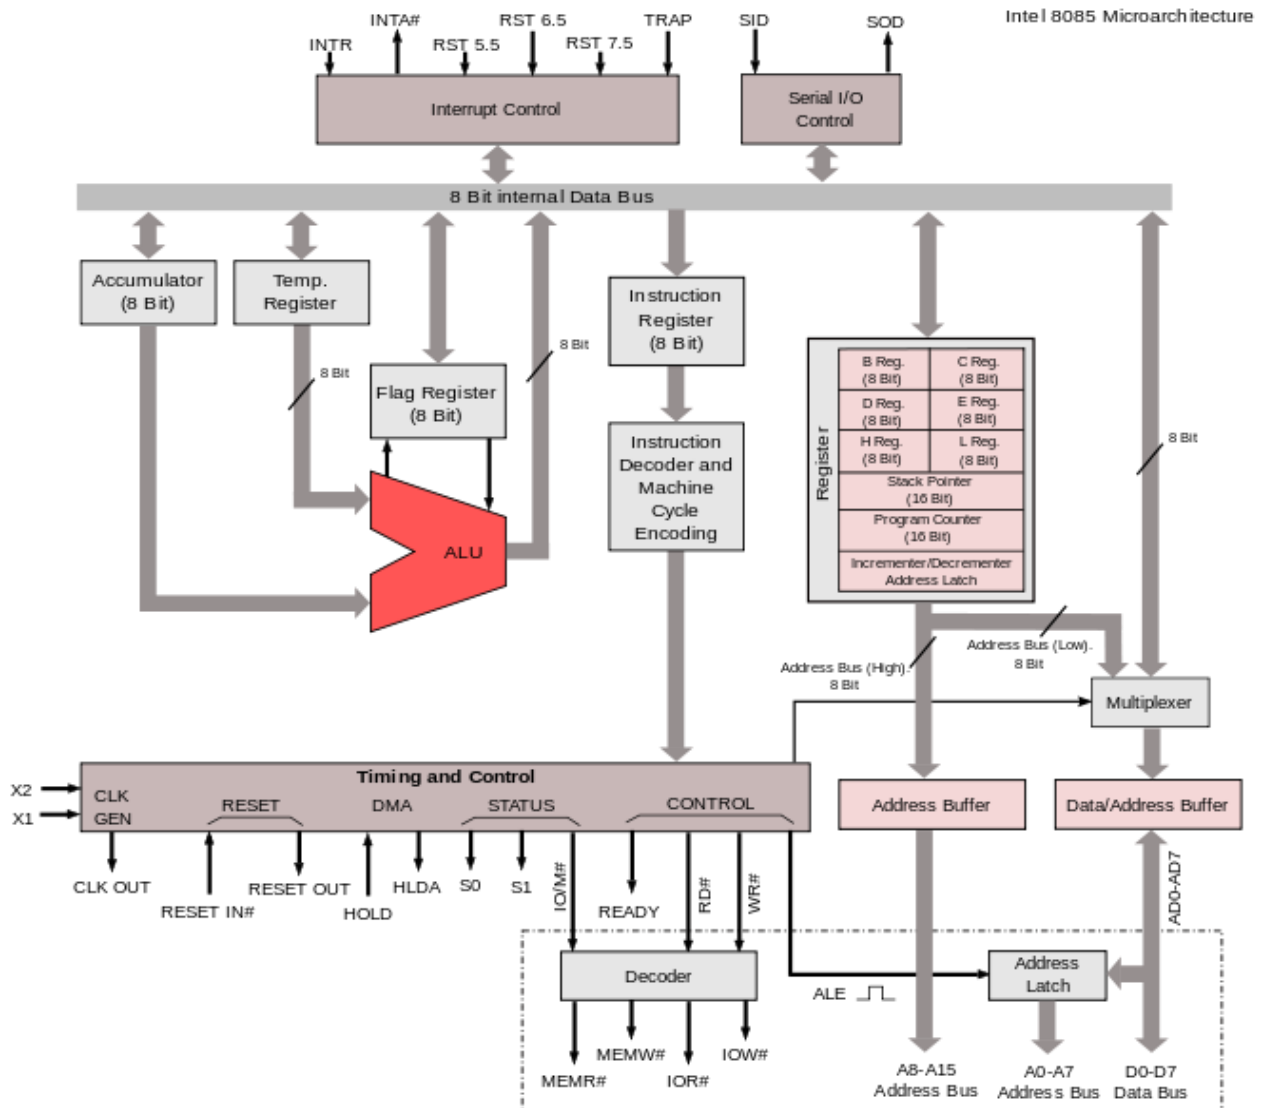 Intel 8085 Microarchitecture
INTA#
RST 6.5
TRAP
SID
SOD
INTR
RST 5.5
RST 7.5
Interrupt Control
Serial I/O
Control
8 Bit internal Data Bus
Accumulator
(8 Bit)
Temp.
Register
Instruction
Register
(8 Bit)
8 Bit
8 Bit
Flag Register
(8 Bit)
Register
B Reg.
(8 Bit)
C Reg.
(8 Bit)
D Reg.
(8 Bit)
E Reg.
(8 Bit)
H Reg.
(8 Bit)
L Reg.
(8 Bit)
Stack Pointer
(16 Bit)
Program Counter
(16 Bit)
Incrementer/Decrementer
Address Latch
8 Bit
Instruction
Decoder and
Machine
Cycle
Encoding
ALU
Address Bus (High).
8 Bit
Address Bus (Low).
8 Bit
Multiplexer
Timing and Control
X2
X1
CLK
GEN
RESET
DMA
STATUS
CONTROL
Address Buffer
Data/Address Buffer
CLK OUT
RESET IN#
RESET OUT
HOLD
HLDA
S0
S1
IO/M#
READY
RD#
WR#
AD0-AD7
Decoder
ALE
Address
Latch
MEMR#
MEMW#
IOR#
IOW#
A8-A15
Address Bus
A0-A7
Address Bus
D0-D7
Data Bus